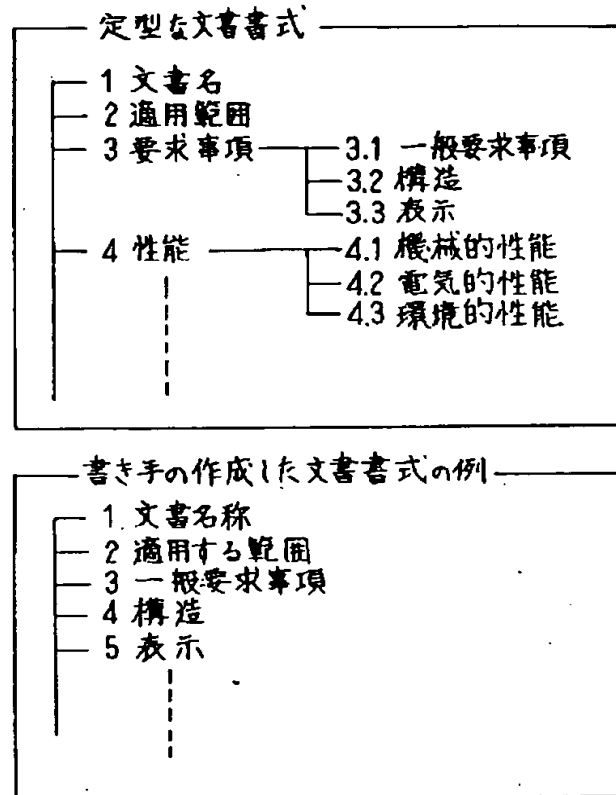 定型な文書書式
1 文書名
2 適用範囲
3 要求事項
3.1 一般要求事項
3.2 構造
3.3 表示
4 性能
4.1 機械的性能
4.2 電気的性能
4.3 環境的性能
書き手の作成した文書書式の例
1 文書名称
2 適用する範囲
3 一般要求事項
4 構造
5 表示